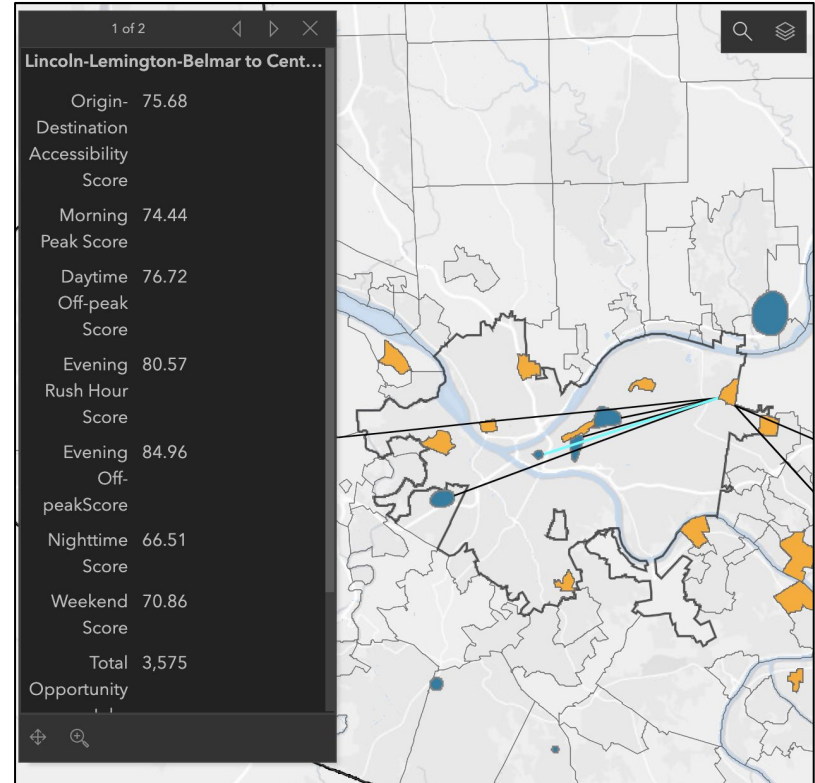 1 of 2
Lincoln-Lemington-Belmar to Cent...
Origin- 75.68
Destination
Accessibility
Score
Morning 74.44
Peak Score
Daytime 76.72
Off-peak
Score
Evening 80.57
Rush Hour
Score
Evening 84.96
Off-
peakScore
Nighttime 66.51
Score
Weekend 70.86
Score
Total 3,575
Opportunity